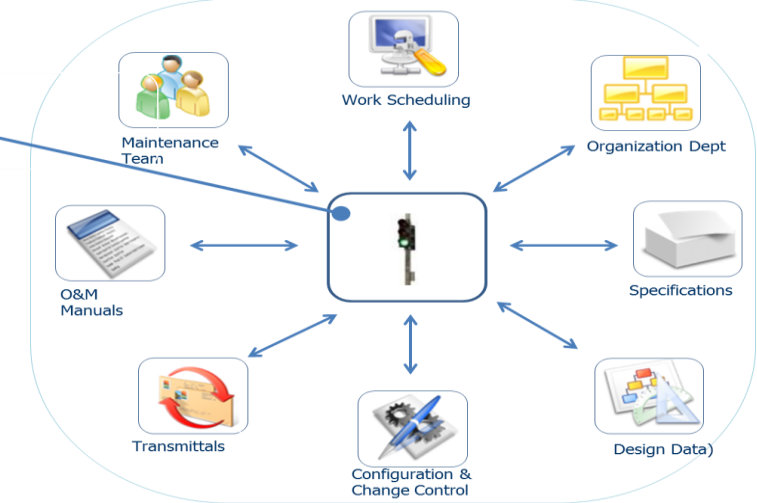 Work Scheduling
Maintenance
Team
Organization Dept
O&M
Manuals
Specifications
Transmittals
Design Data)
Configuration &
Change Control